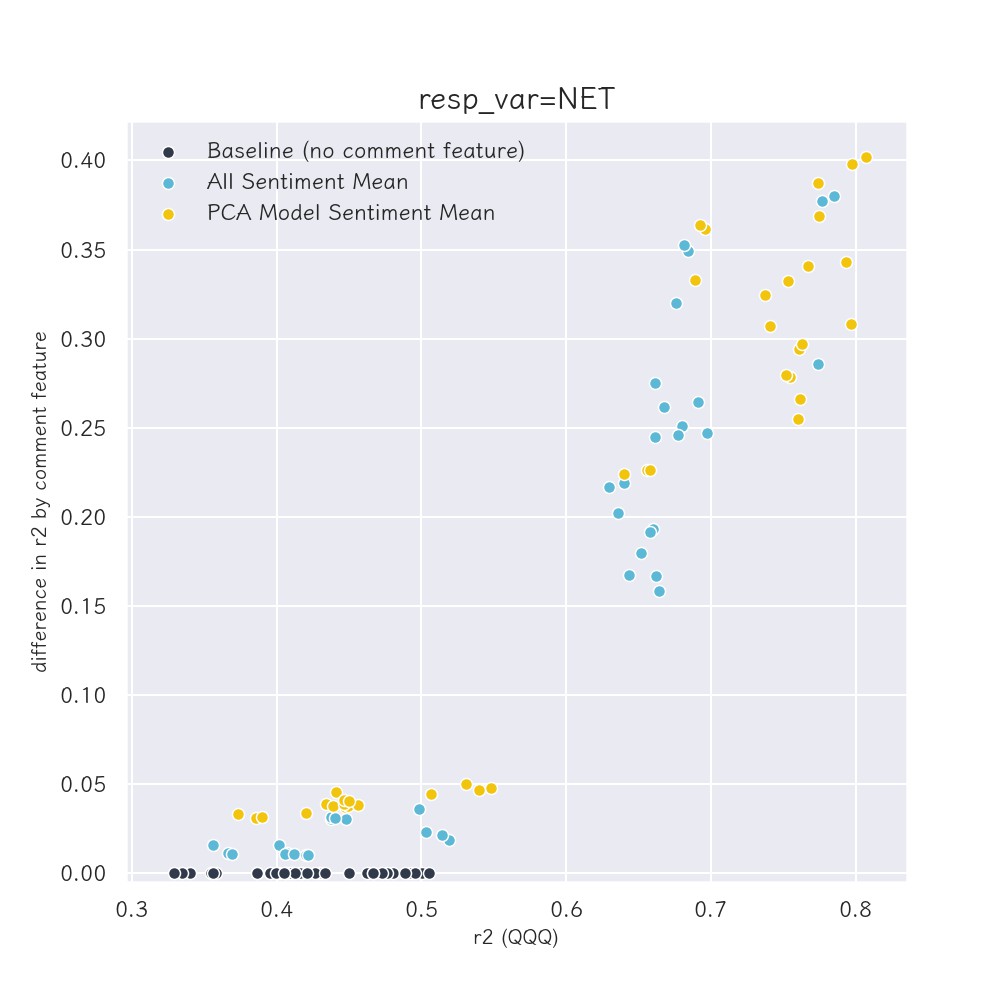 resp_var=NET
Baseline (no comment feature)
All Sentiment Mean
PCA Model Sentiment Mean
0.40
0.35
0.30
0.25
0.20
0.15
0.10
0.05
0.00
difference in r2 by comment feature
0.3 0.4 0.5 0.6 0.7 0.8
r2 (QQQ)